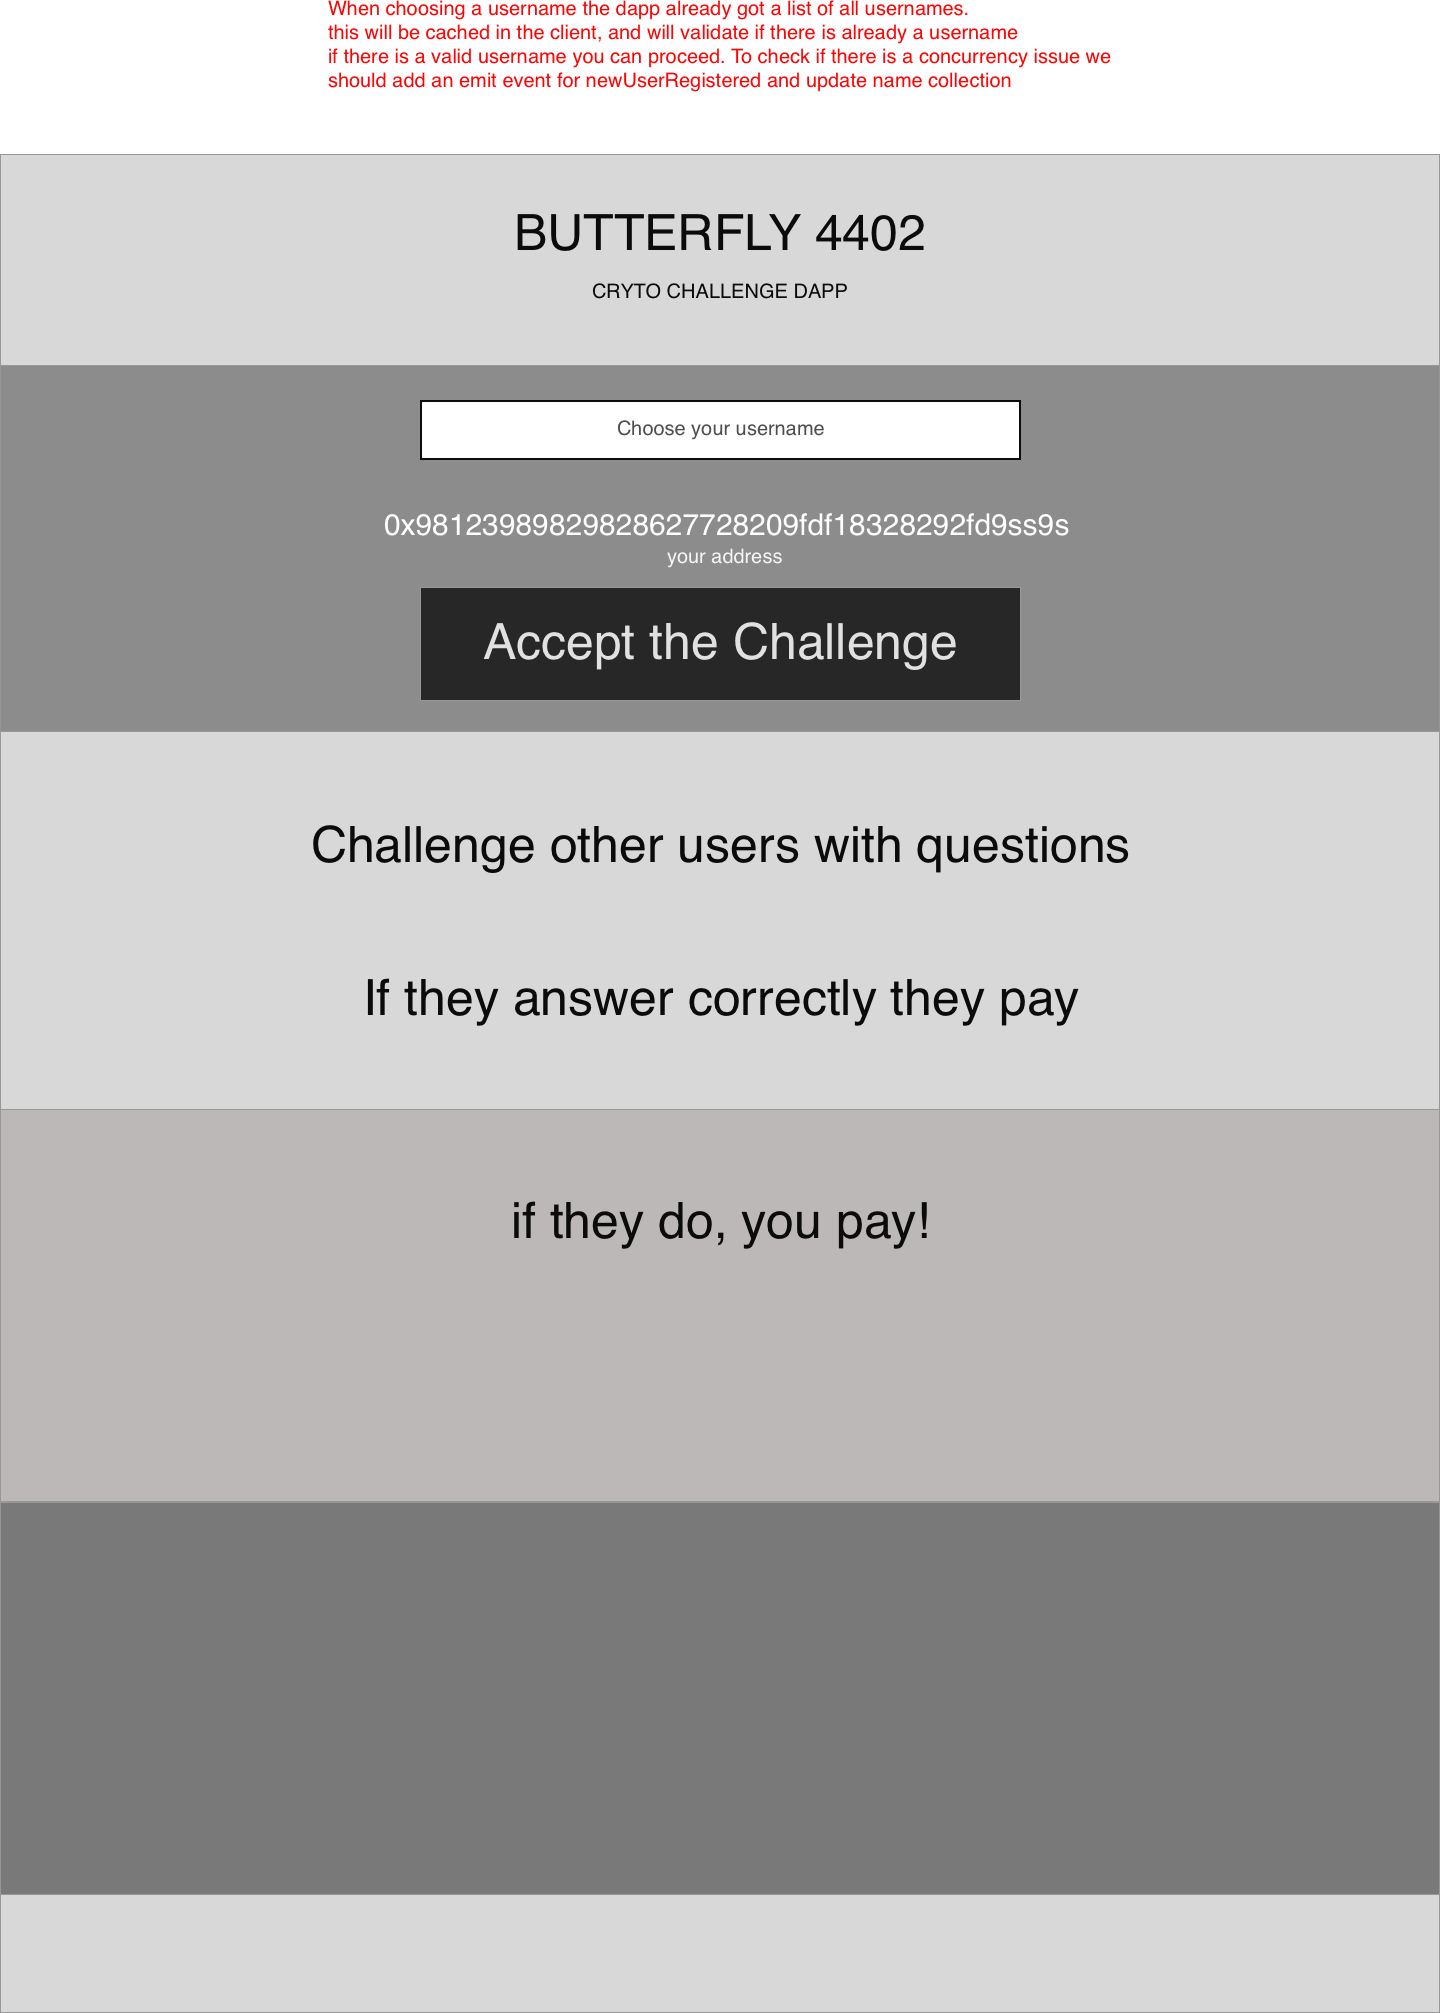 When choosing a username the dapp already got a list of all usernames.
this will be cached in the client, and will validate if there is already a username
if there is a valid username you can proceed. To check if there is a concurrency issue we
should add an emit event for newUserRegistered and update name collection
BUTTERFLY 4402
CRYTO CHALLENGE DAPP
Choose your username
0x98123989829828627728209fdf18328292fd9ss9s
your address
Accept the Challenge
Challenge other users with questions
If they answer correctly they pay
if they do, you pay!